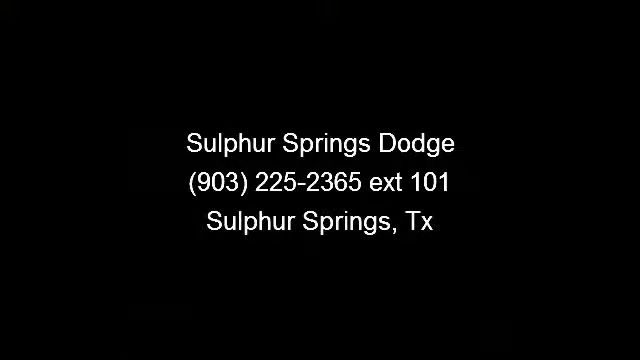 Sulphur Springs Dodge
(903) 225-2365 ext 101
Sulphur Springs, Tx